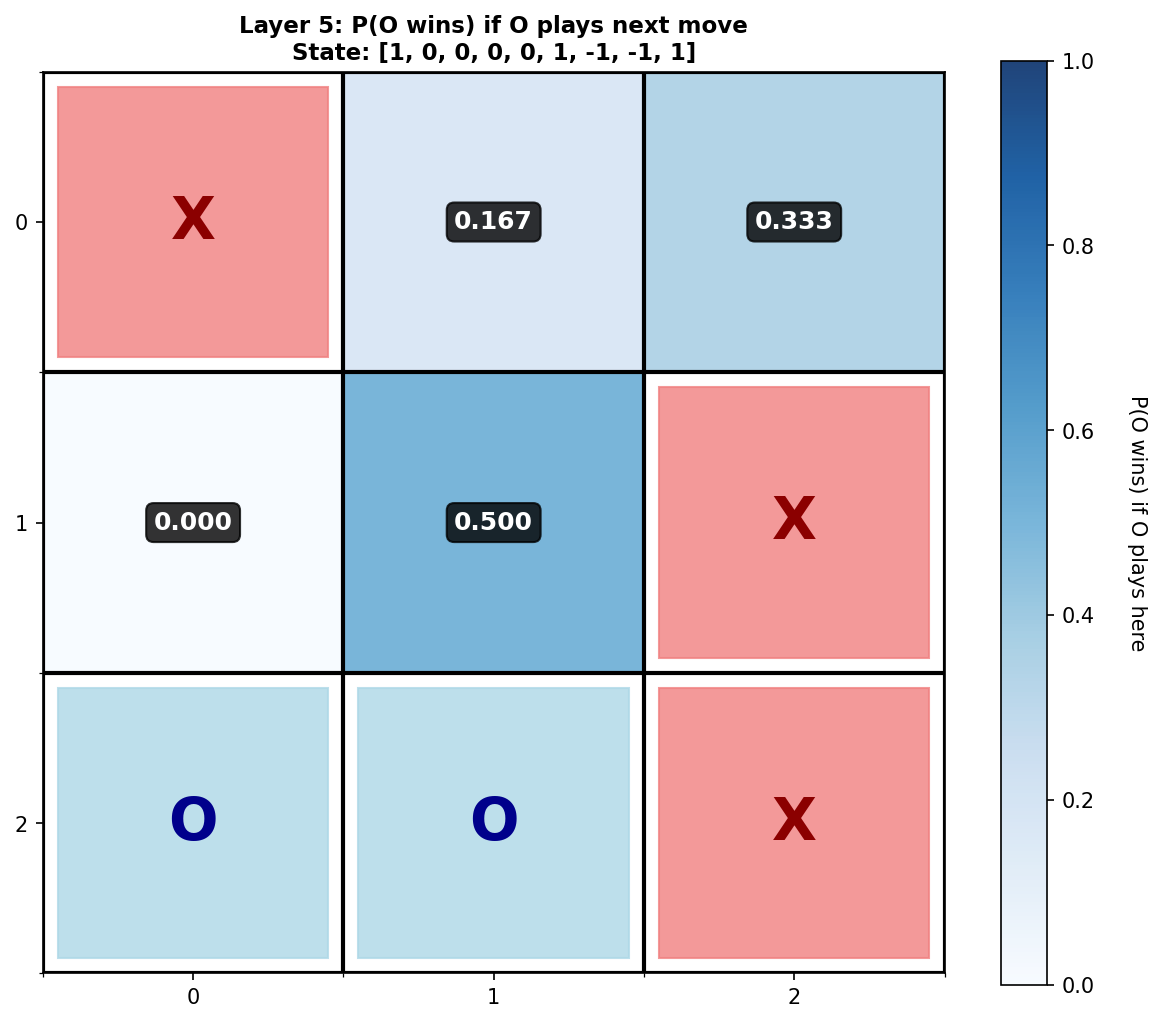 Layer 5: P(O wins) if O plays next move
State: [1, 0, 0, 0, 0, 1, -1, -1, 1]
0
X
0.167
0.333
1
0.000
0.500
X
2
O
O
X
0
1
2
1.0
0.8
0.6
0.4
0.2
0.0
P(O wins) if O plays here